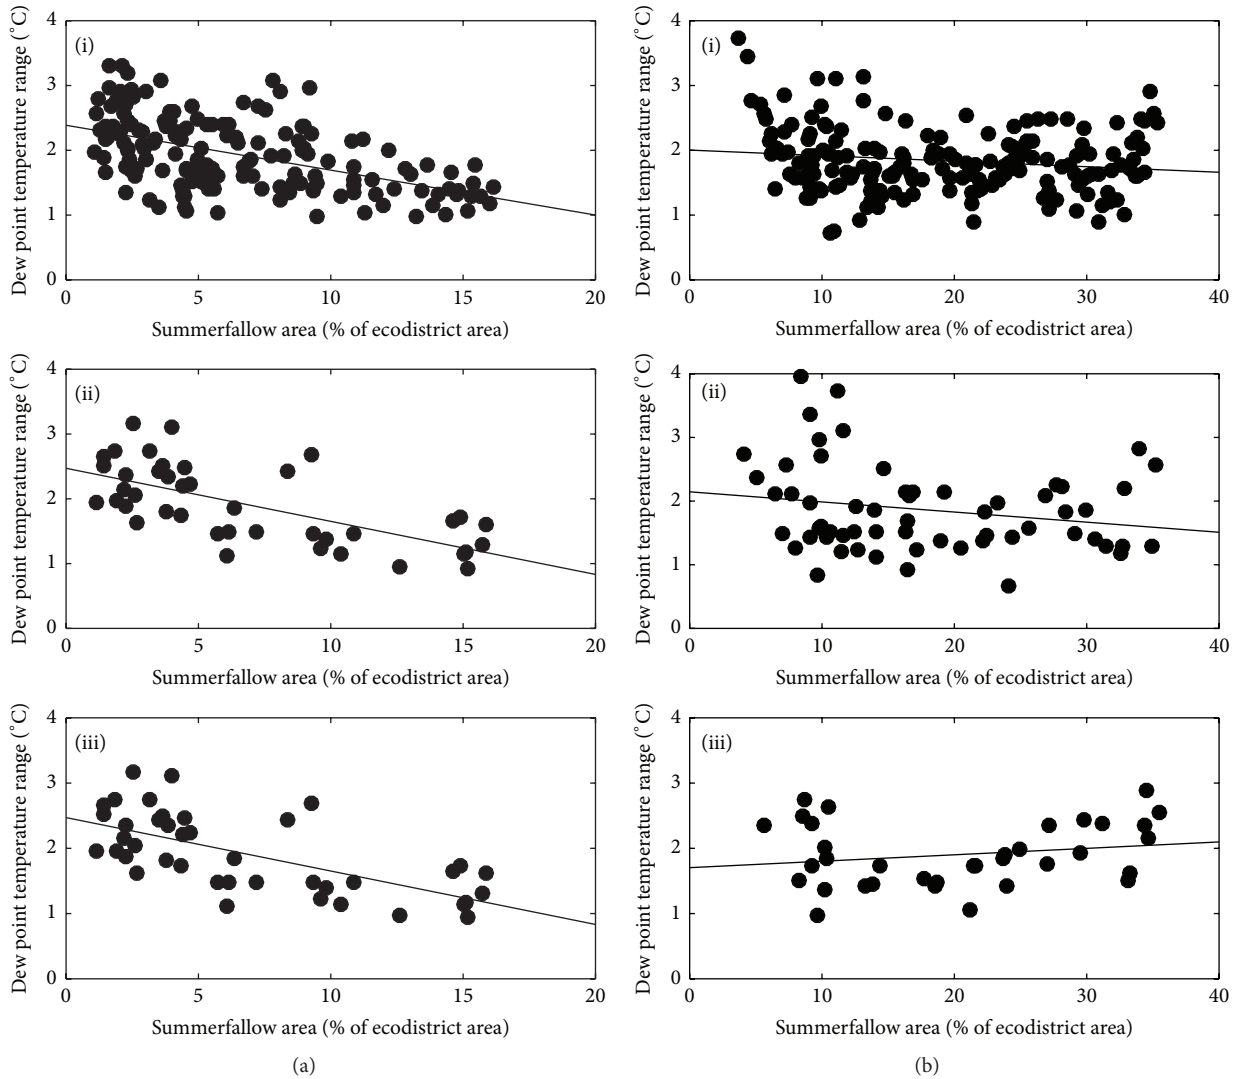 Dew point temperature range (°C)
4
3
2
1
0
(i)
0 5 10 15 20
Summerfallow area (% of ecodistrict area)
Dew point temperature range (°C)
4
3
2
1
0
(i)
0 10 20 30 40
Summerfallow area (% of ecodistrict area)
Dew point temperature range (°C)
4
3
2
1
0
(ii)
0 5 10 15 20
Summerfallow area (% of ecodistrict area)
Dew point temperature range (°C)
4
3
2
1
0
(ii)
0 10 20 30 40
Summerfallow area (% of ecodistrict area)
Dew point temperature range (°C)
4
3
2
1
0
(iii)
0 5 10 15 20
Summerfallow area (% of ecodistrict area)
(a)
Dew point temperature range (°C)
4
3
2
1
0
(iii)
0 10 20 30 40
Summerfallow area (% of ecodistrict area)
(b)